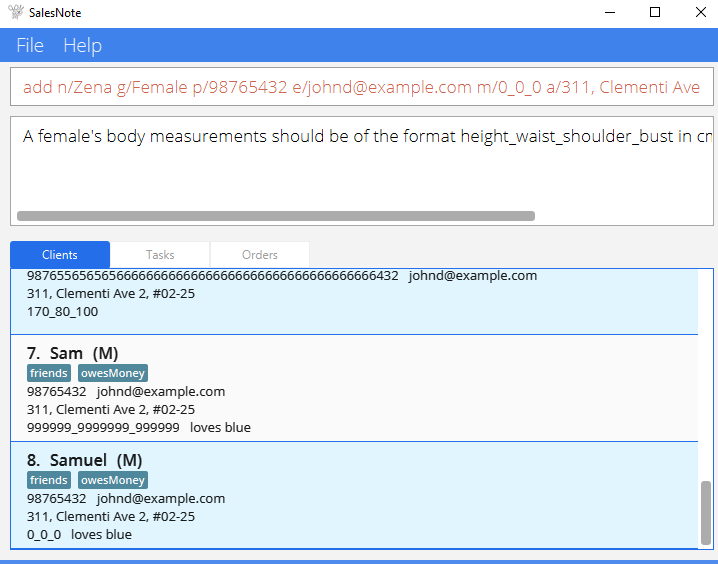 SalesNote
File Help
add n/Zena g/Female p/98765432 e/johnd@example.com m/0_0_0 a/311, Clementi Ave
A female's body measurements should be of the format height_waist_shoulder_bust in
Clients Tasks Orders
johnd@example.com
311, Clementi Ave 2, #02-25
170_80_100
7. Sam (M)
friends owesMoney
98765432 johnd@example.com
311, Clementi Ave 2, #02-25
999999_9999999_999999 loves blue
8. Samuel (M)
friends owesMoney
98765432 johnd@example.com
311, Clementi Ave 2, #02-25
0_0_0 loves blue